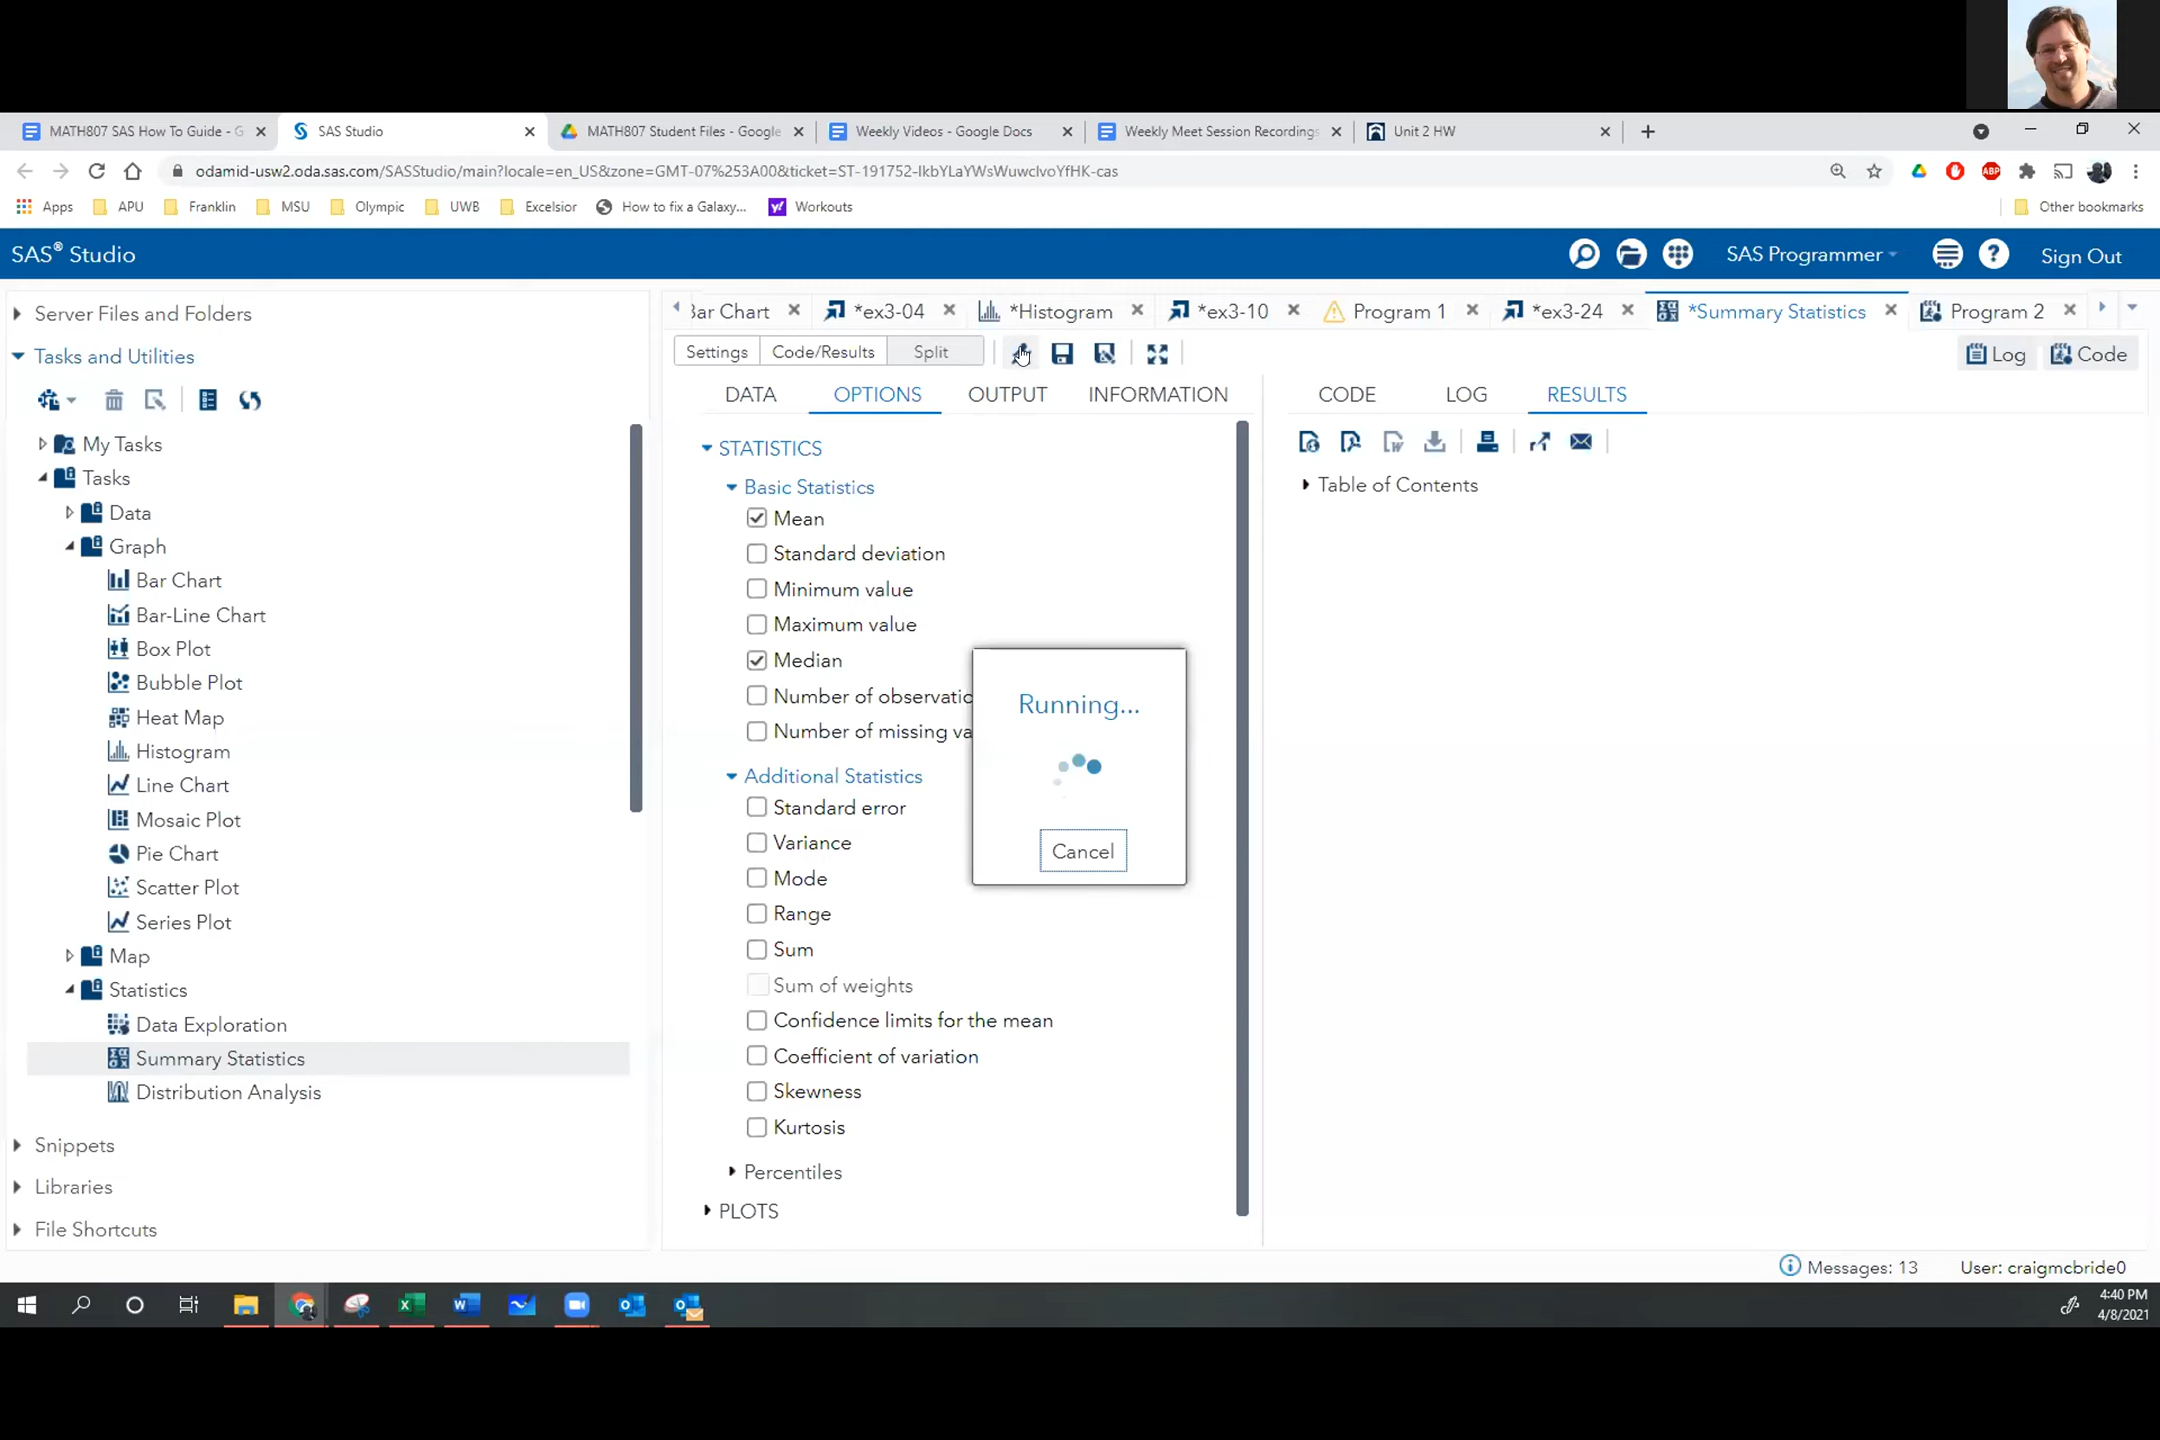 MATH807 SAS How To Guide - G
SAS Studio
MATH807 Student Files - Google
Weekly Videos - Google Docs
Weekly Meet Session Recordings
Unit 2 HW
odamid-usw2.oda.sas.com/SASStudio/main?locale=en_US&zone=GMT-07%253A00&ticket=ST-191752-IkbYLaYWsWuwclvoYfHK-cas
ABP
Apps
APU
Franklin
MSU
Olympic
UWB
Excelsior
How to fix a Galaxy...
Workouts
Other bookmarks
SAS® Studio
SAS Programmer
Sign Out
Server Files and Folders
Tasks and Utilities
My Tasks
Tasks
Data
Graph
Bar Chart
Bar-Line Chart
Box Plot
Bubble Plot
Heat Map
Histogram
Line Chart
Mosaic Plot
Pie Chart
Scatter Plot
Series Plot
Map
Statistics
Data Exploration
Summary Statistics
Distribution Analysis
Snippets
Libraries
File Shortcuts
Bar Chart
*ex3-04
*Histogram
*ex3-10
Program 1
*ex3-24
*Summary Statistics
Program 2
Settings
Code/Results
Split
Log
Code
DATA
OPTIONS
OUTPUT
INFORMATION
STATISTICS
Basic Statistics
Mean
Standard deviation
Minimum value
Maximum value
Median
Number of observatio
Number of missing va
Additional Statistics
Standard error
Variance
Mode
Range
Sum
Sum of weights
Confidence limits for the mean
Coefficient of variation
Skewness
Kurtosis
Percentiles
PLOTS
Running...
Cancel
CODE
LOG
RESULTS
Table of Contents
Messages: 13
User: craigmcbride0
4:40 PM
4/8/2021